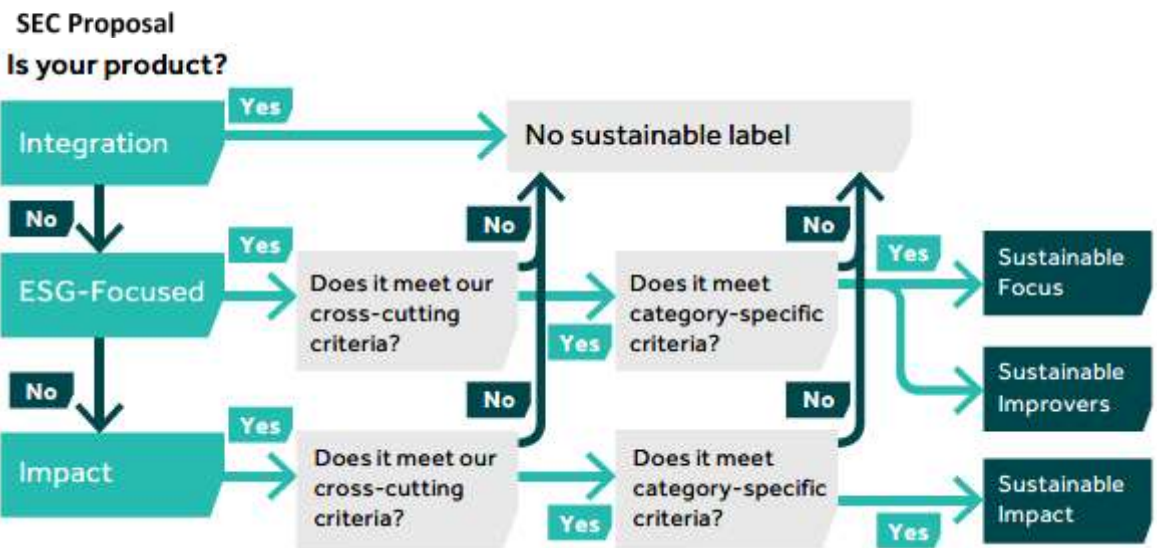 SEC Proposal
Is your product?
Yes
Integration
No sustainable label
No
No
No
Yes
Yes
ESG-Focused
Does it meet our
cross-cutting
criteria?
Yes
Does it meet
category-specific
criteria?
Sustainable
Focus
Sustainable
Improvers
No
No
No
Yes
Impact
Does it meet our
cross-cutting
criteria?
Yes
Does it meet
category-specific
criteria?
Yes
Sustainable
Impact